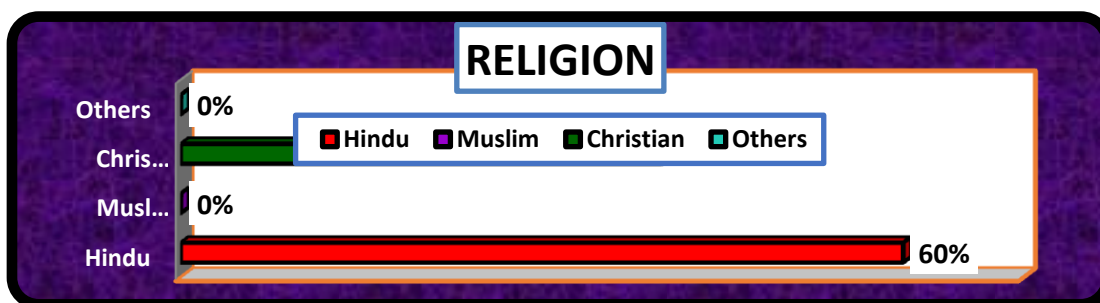 RELIGION
Others 0%
Hindu Muslim Christian Others
Chris...
Musl... 0%
Hindu 60%